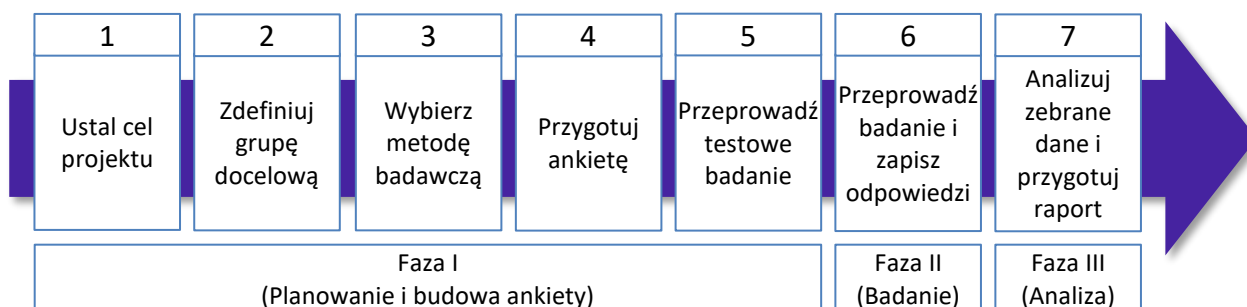 1
Ustal cel
projektu
2
Zdefiniuj
grupę
docelową
3
Wybierz
metodę
badawczą
4
Przygotuj
ankietę
5
Przeprowadź
testowe
badanie
6
Przeprowadź
badanie i
zapisz
odpowiedzi
7
Analizuj
zebrane
dane i
przygotuj
raport
Faza I
(Planowanie i budowa ankiety)
Faza II
(Badanie)
Faza III
(Analiza)